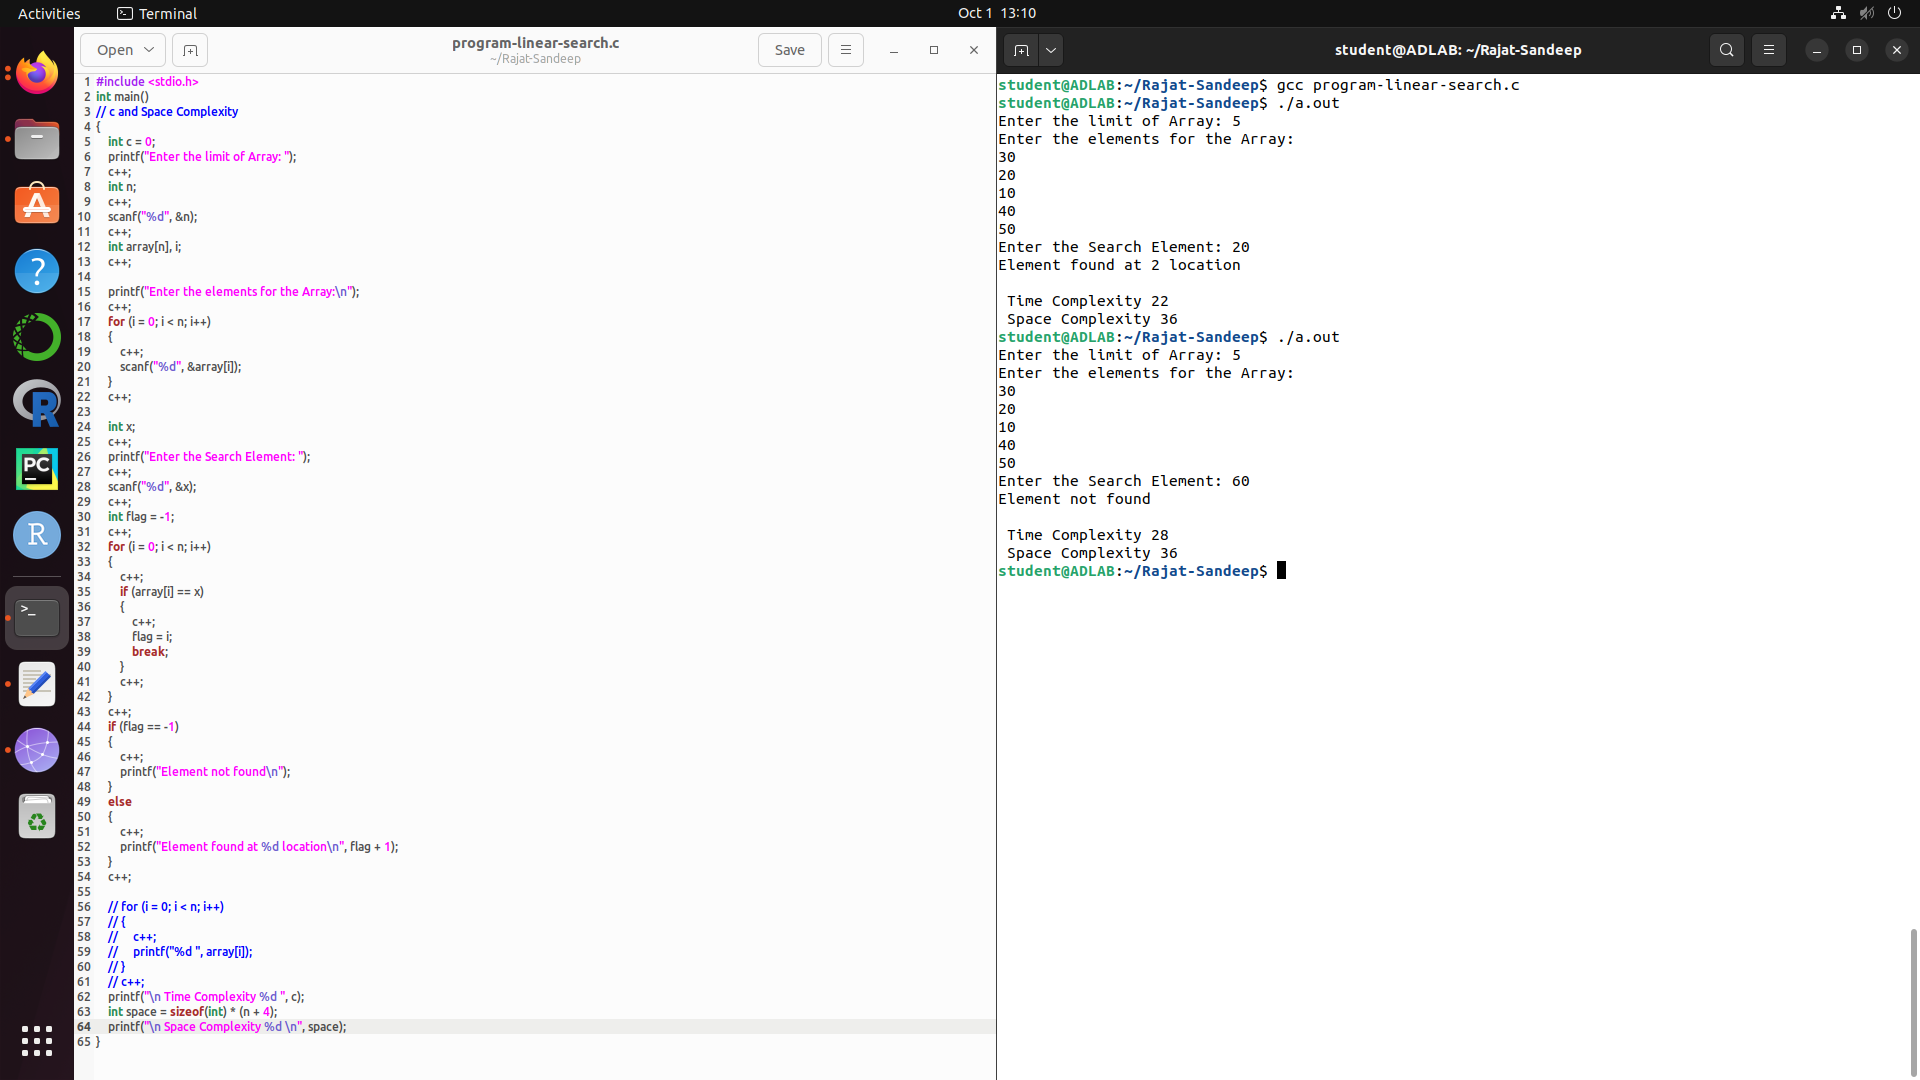 Activities Terminal Oct 1 13:10
Open program-linear-search.c Save
~/Rajat-Sandeep
student@ADLAB: ~/Rajat-Sandeep
1 #include <stdio.h>
2 int main()
3 // c and Space Complexity
4 {
5 int c = 0;
6 printf("Enter the limit of Array: ");
7 c++;
8 int n;
9 c++;
10 scanf("%d", &n);
11 c++;
12 int array[n], i;
13 c++;
14
15 printf("Enter the elements for the Array:\n");
16 c++;
17 for (i = 0; i < n; i++)
18 {
19 c++;
20 scanf("%d", &array[i]);
21 }
22 c++;
23
24 int x;
25 c++;
26 printf("Enter the Search Element: ");
27 c++;
28 scanf("%d", &x);
29 c++;
30 int flag = -1;
31 c++;
32 for (i = 0; i < n; i++)
33 {
34 c++;
35 if (array[i] == x)
36 {
37 c++;
38 flag = i;
39 break;
40 }
41 c++;
42 }
43 c++;
44 if (flag == -1)
45 {
46 c++;
47 printf("Element not found\n");
48 }
49 else
50 {
51 c++;
52 printf("Element found at %d location\n", flag + 1);
53 }
54 c++;
55
56 // for (i = 0; i < n; i++)
57 // {
58 // c++;
59 // printf("%d ", array[i]);
60 // }
61 // c++;
62 printf("\n Time Complexity %d ", c);
63 int space = sizeof(int) * (n + 4);
64 printf("\n Space Complexity %d \n", space);
65 }
student@ADLAB:~/Rajat-Sandeep$ gcc program-linear-search.c
student@ADLAB:~/Rajat-Sandeep$ ./a.out
Enter the limit of Array: 5
Enter the elements for the Array:
30
20
10
40
50
Enter the Search Element: 20
Element found at 2 location
Time Complexity 22
Space Complexity 36
student@ADLAB:~/Rajat-Sandeep$ ./a.out
Enter the limit of Array: 5
Enter the elements for the Array:
30
20
10
40
50
Enter the Search Element: 60
Element not found
Time Complexity 28
Space Complexity 36
student@ADLAB:~/Rajat-Sandeep$
A
?
R
PC
R
>_